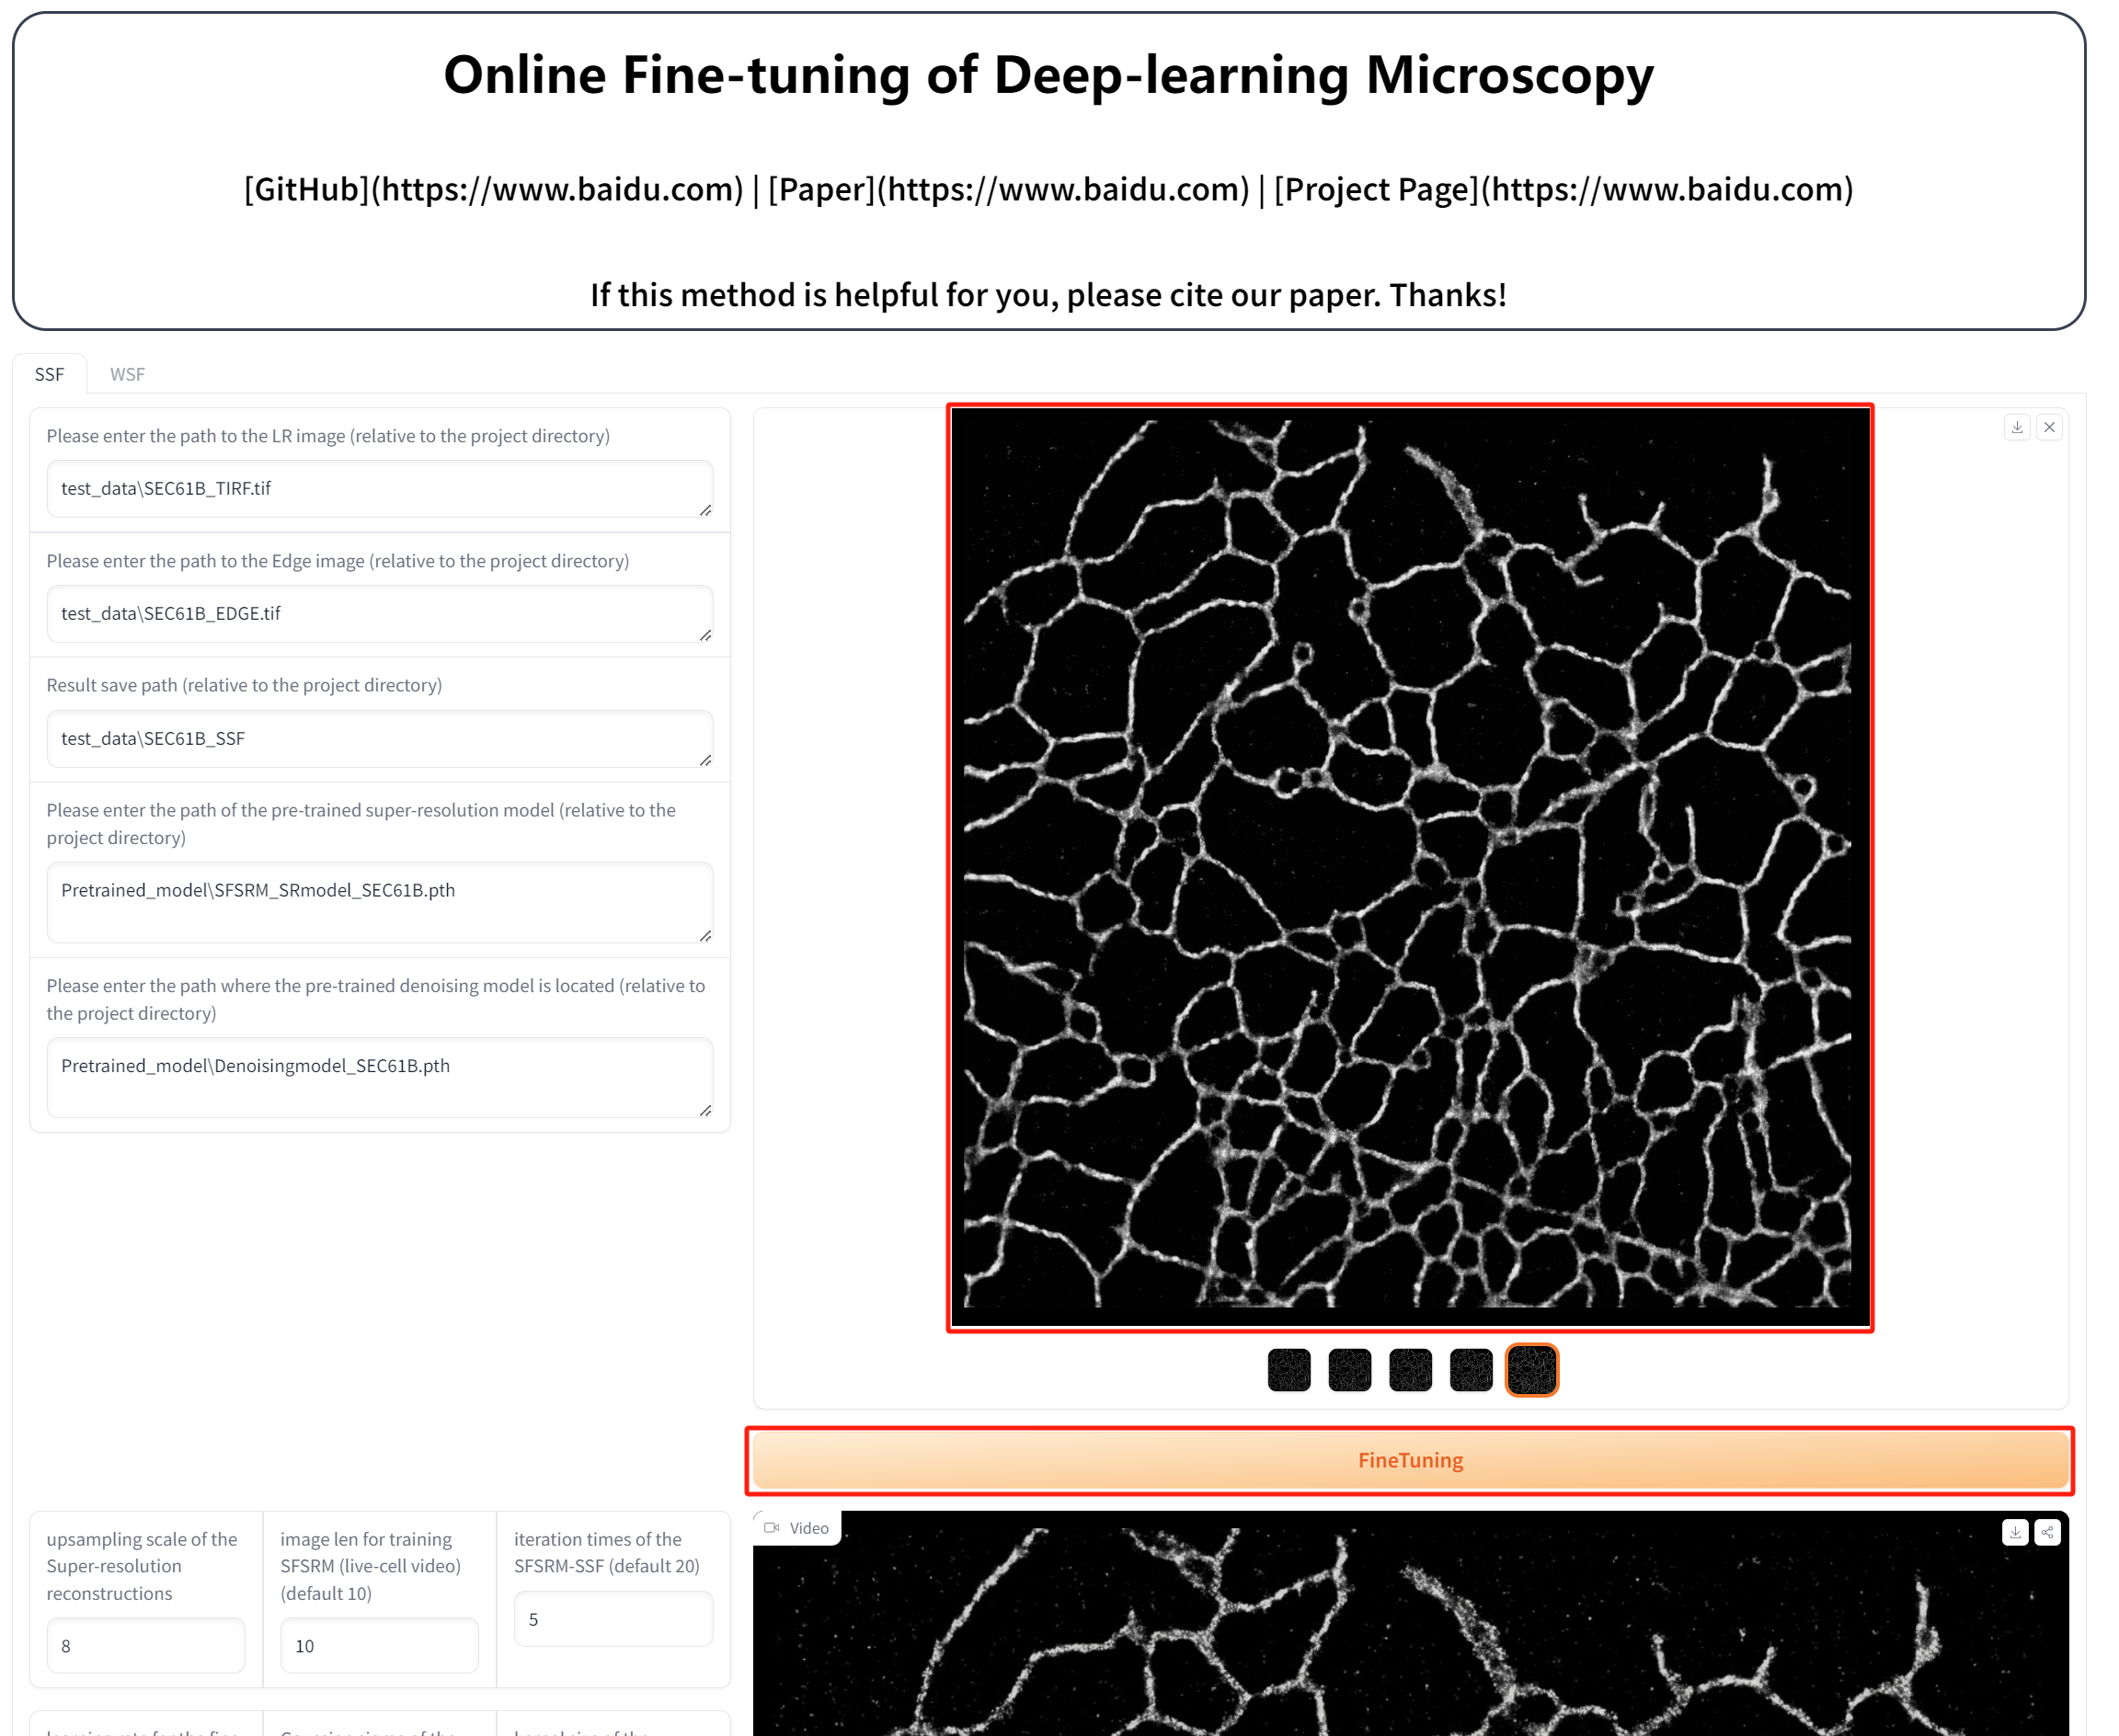 Online Fine-tuning of Deep-learning Microscopy
[GitHub](https://www.baidu.com) | [Paper](https://www.baidu.com) | [Project Page](https://www.baidu.com)
If this method is helpful for you, please cite our paper. Thanks!
SSF
WSF
Please enter the path to the LR image (relative to the project directory)
test_data\SEC61B_TIRF.tif
Please enter the path to the Edge image (relative to the project directory)
test_data\SEC61B_EDGE.tif
Result save path (relative to the project directory)
test_data\SEC61B_SSF
Please enter the path of the pre-trained super-resolution model (relative to the
project directory)
Pretrained_model\SFSRM_SRmodel_SEC61B.pth
Please enter the path where the pre-trained denoising model is located (relative to
the project directory)
Pretrained_model\Denoisingmodel_SEC61B.pth
FineTuning
upsampling scale of the
Super-resolution
reconstructions
8
image len for training
SFSRM (live-cell video)
(default 10)
10
iteration times of the
SFSRM-SSF (default 20)
5
Video